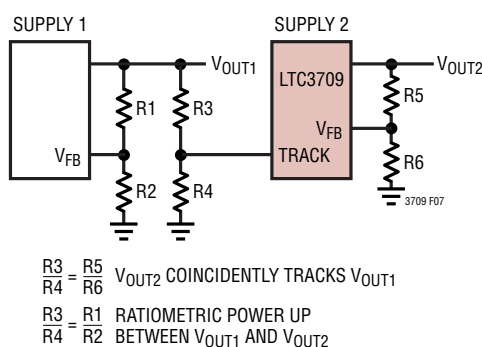 SUPPLY 1
SUPPLY 2
VOUT1
LTC3709
VOUT2
R1
R3
R5
VFB
VFB
TRACK
R2
R4
R6
3709 F07
R3/R4 = R5/R6 VOUT2 COINCIDENTLY TRACKS VOUT1
R3/R4 = R1/R2 RATIOMETRIC POWER UP
BETWEEN VOUT1 AND VOUT2